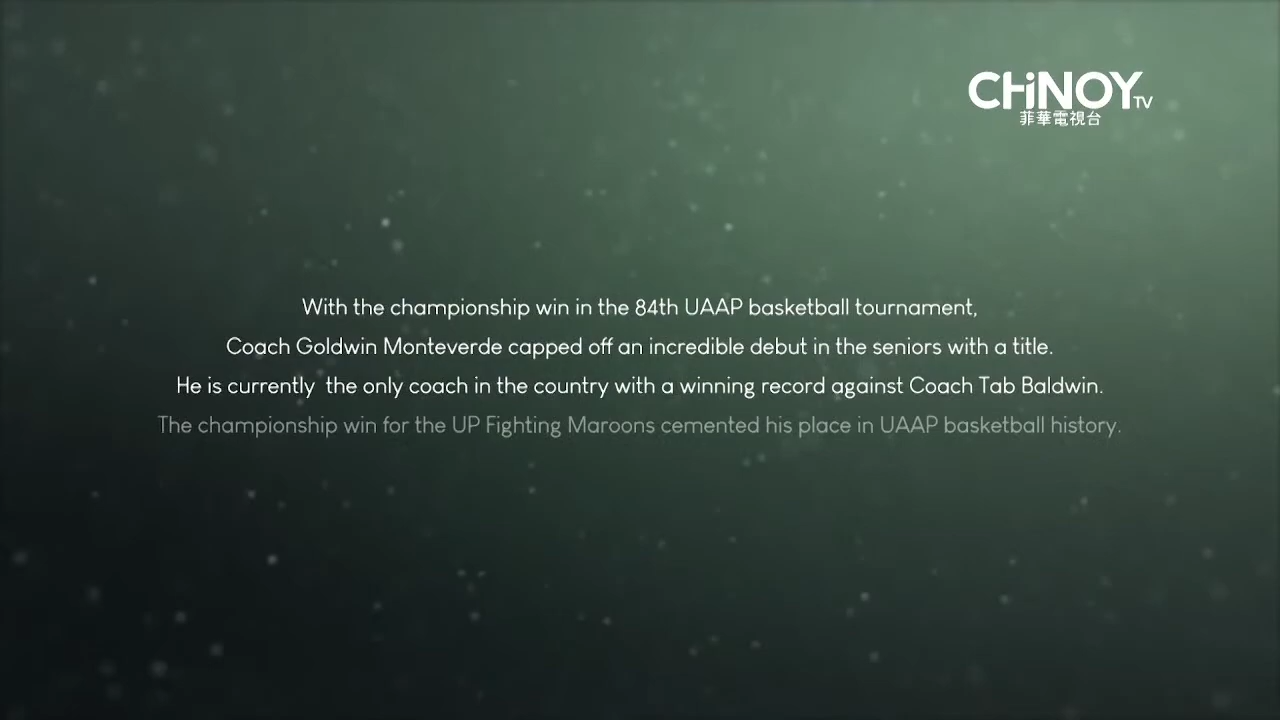 CHiNOY TV
菲華電視台
With the championship win in the 84th UAAP basketball tournament,
Coach Goldwin Monteverde capped off an incredible debut in the seniors with a title.
He is currently  the only coach in the country with a winning record against Coach Tab Baldwin.
The championship win for the UP Fighting Maroons cemented his place in UAAP basketball history.